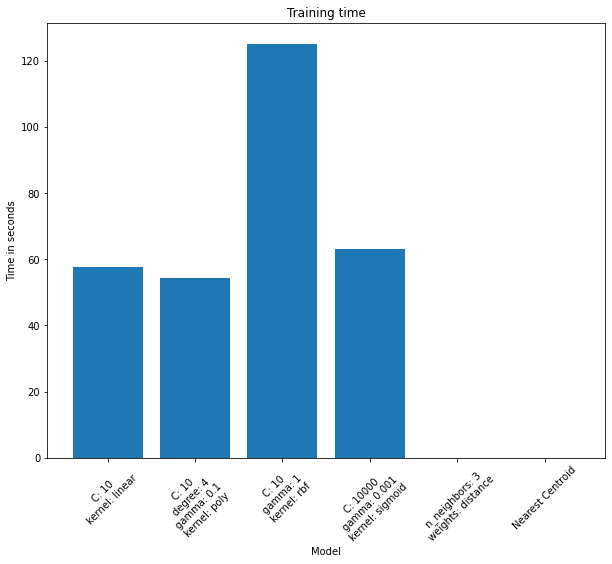 Training time
Time in seconds
120
100
80
60
40
20
0
C: 10
kernel: linear
C: 10
degree: 4
gamma: 0.1
kernel: poly
C: 10
gamma: 1
kernel: rbf
C: 10000
gamma: 0.001
kernel: sigmoid
n_neighbors: 3
weights: distance
Nearest Centroid
Model